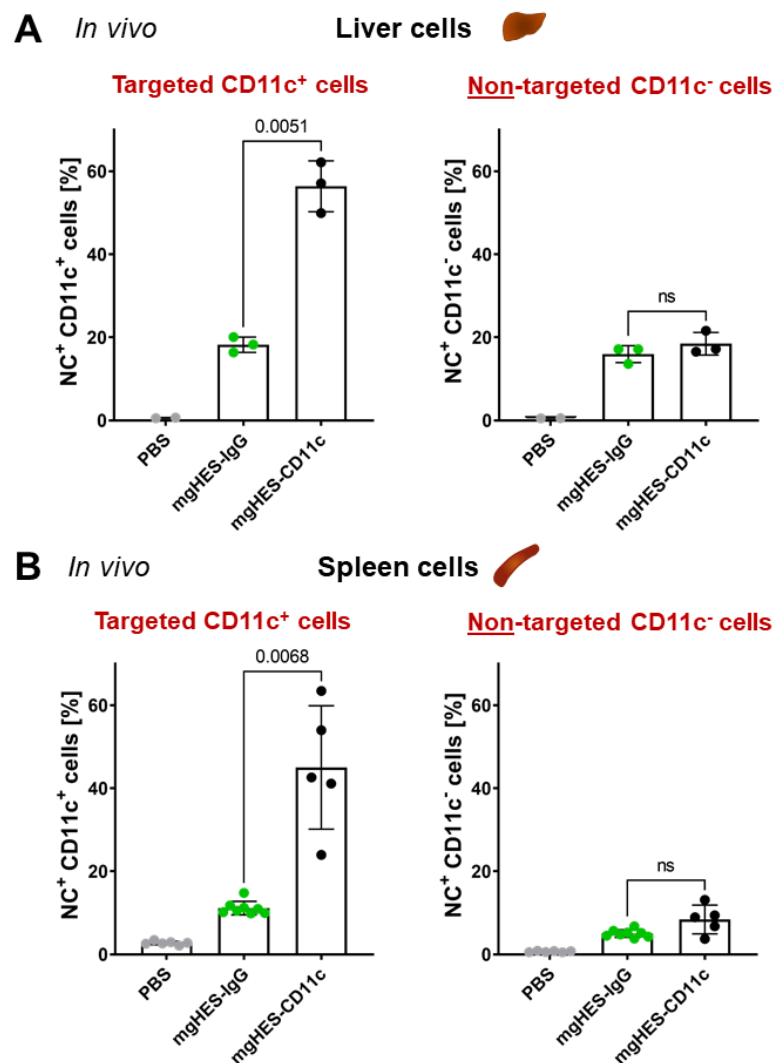 A In vivo Liver cells
Targeted CD11c⁺ cells
Non-targeted CD11c⁻ cells
NC⁺ CD11c⁺ cells [%]
60
40
20
0
0.0051
PBS
mgHES-IgG
mgHES-CD11c
NC⁺ CD11c⁻ cells [%]
60
40
20
0
ns
PBS
mgHES-IgG
mgHES-CD11c
B In vivo Spleen cells
Targeted CD11c⁺ cells
Non-targeted CD11c⁻ cells
NC⁺ CD11c⁺ cells [%]
60
40
20
0
0.0068
PBS
mgHES-IgG
mgHES-CD11c
NC⁺ CD11c⁻ cells [%]
60
40
20
0
ns
PBS
mgHES-IgG
mgHES-CD11c